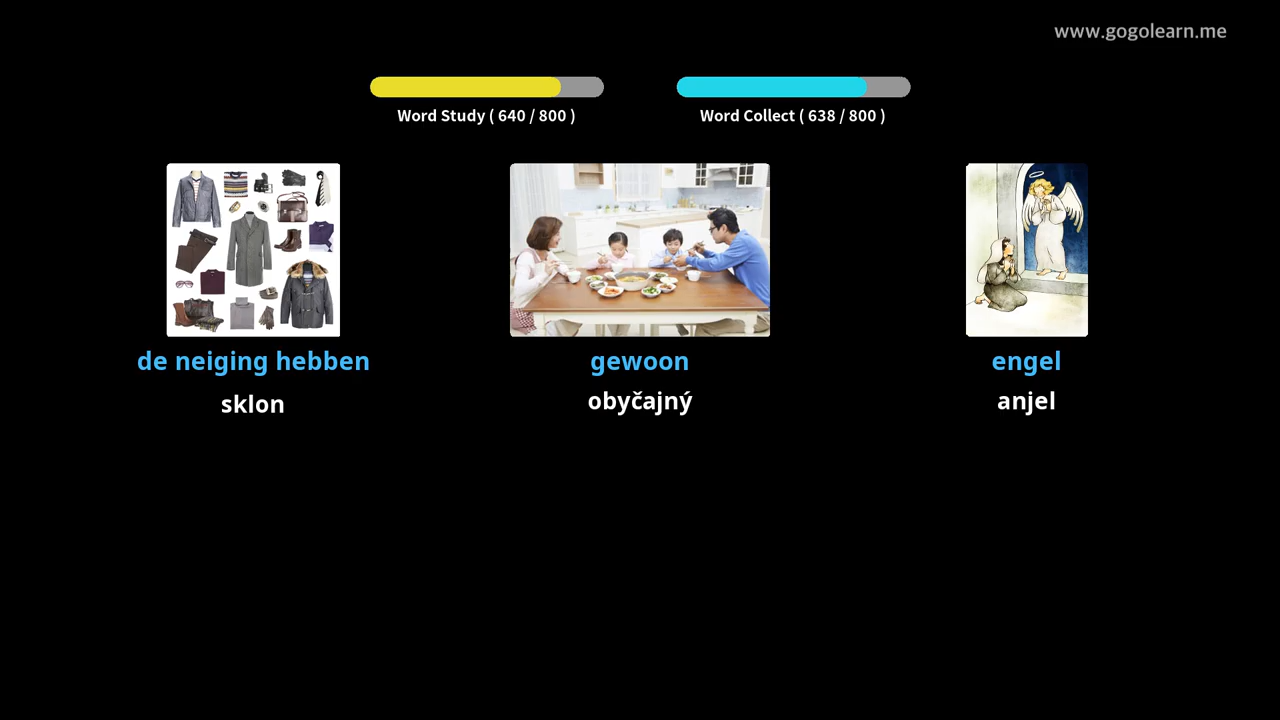 www.gogolearn.me
Word Study ( 640 / 800 )
Word Collect ( 638 / 800 )
de neiging hebben
gewoon
engel
sklon
obyčajný
anjel